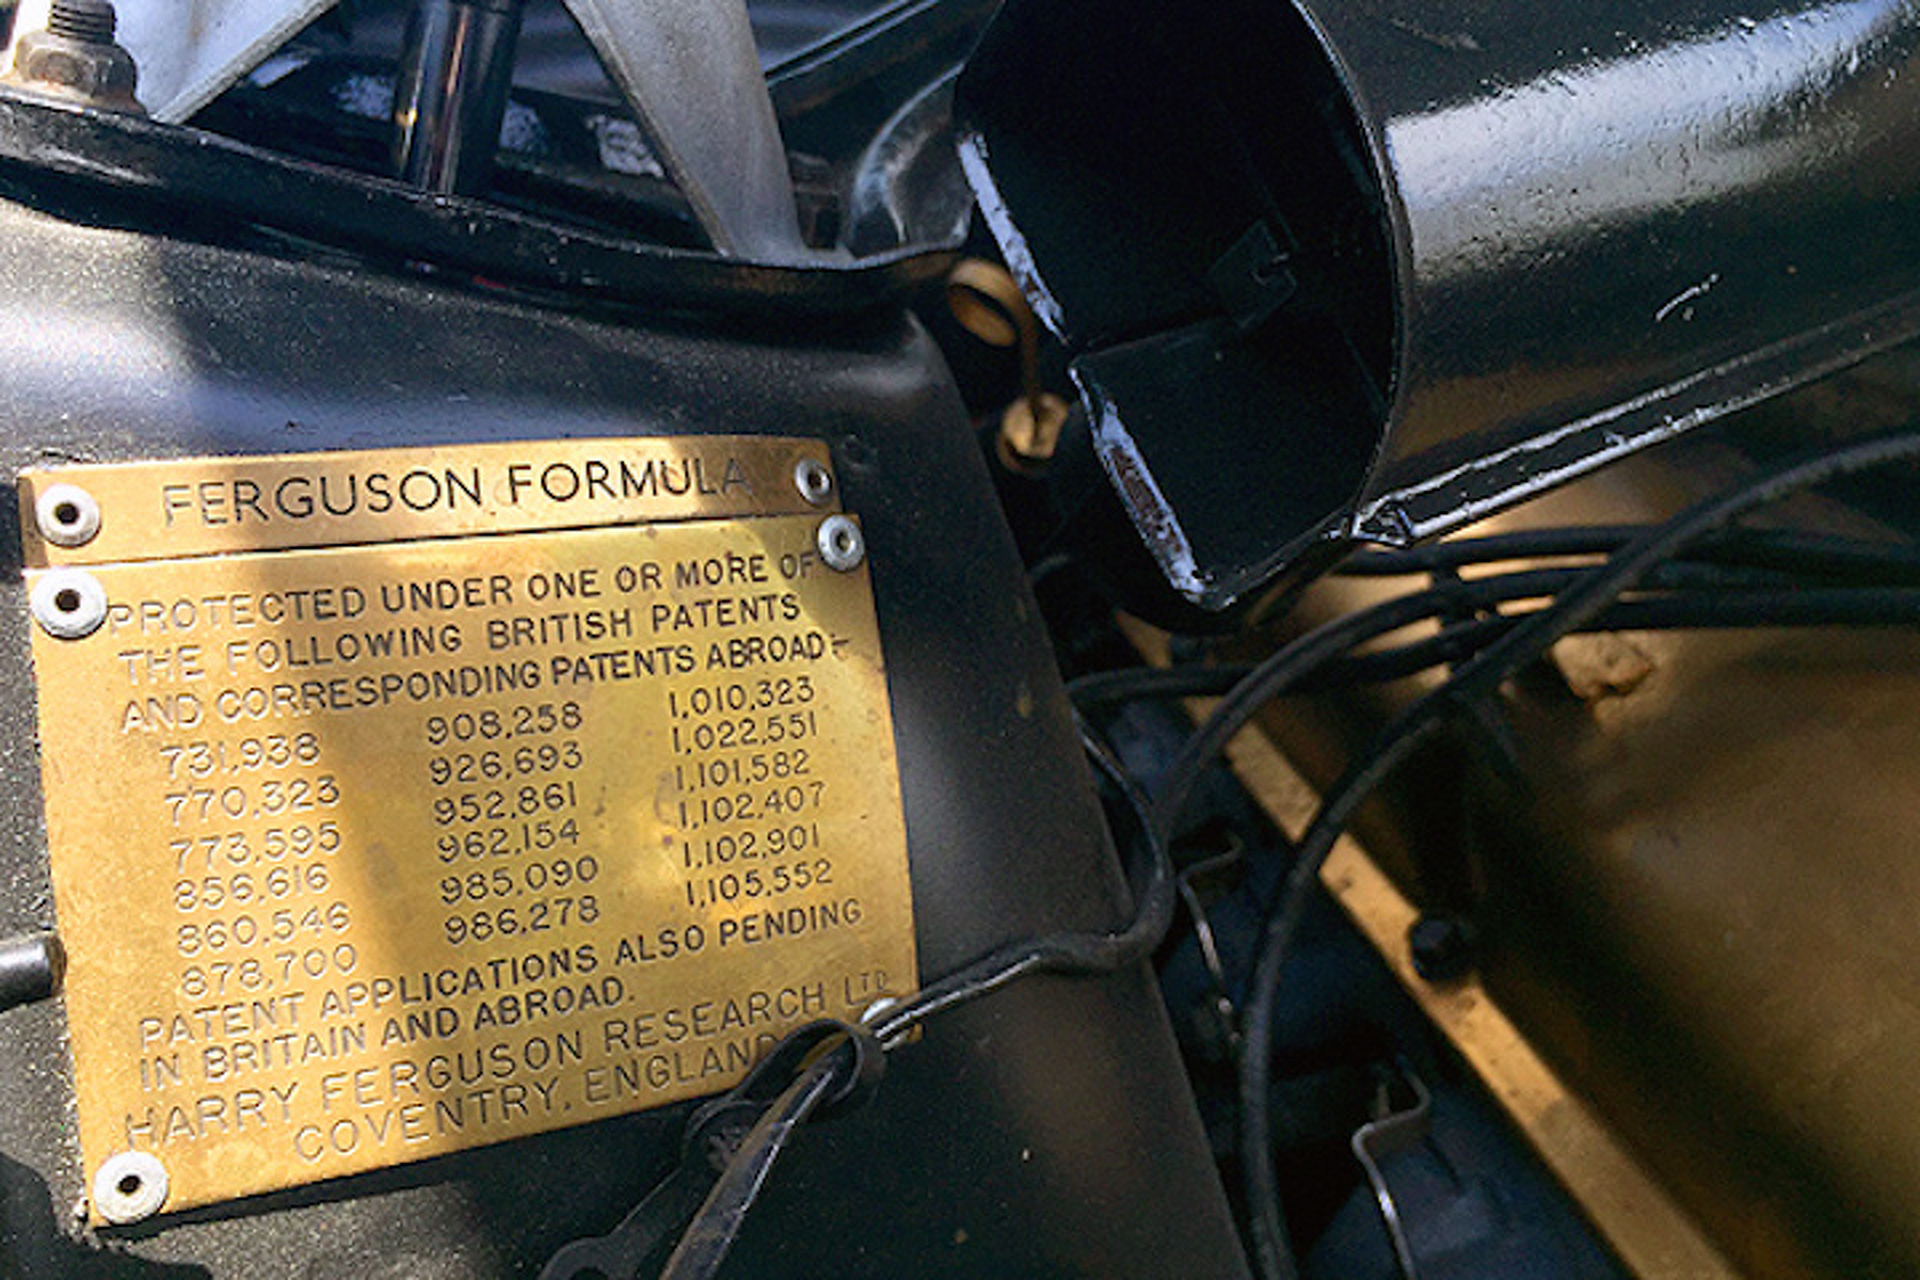 FERGUSON FORMULA
PROTECTED UNDER ONE OR MORE OF
THE FOLLOWING BRITISH PATENTS
AND CORRESPONDING PATENTS ABROAD:-
731,938 908,258 1,010,323
770,323 926,693 1,022,551
773,595 952,861 1,101,582
856,616 962,154 1,102,407
860,546 985,090 1,102,901
878,700 986,278 1,105,552
PATENT APPLICATIONS ALSO PENDING
IN BRITAIN AND ABROAD.
HARRY FERGUSON RESEARCH LTD
COVENTRY, ENGLAND